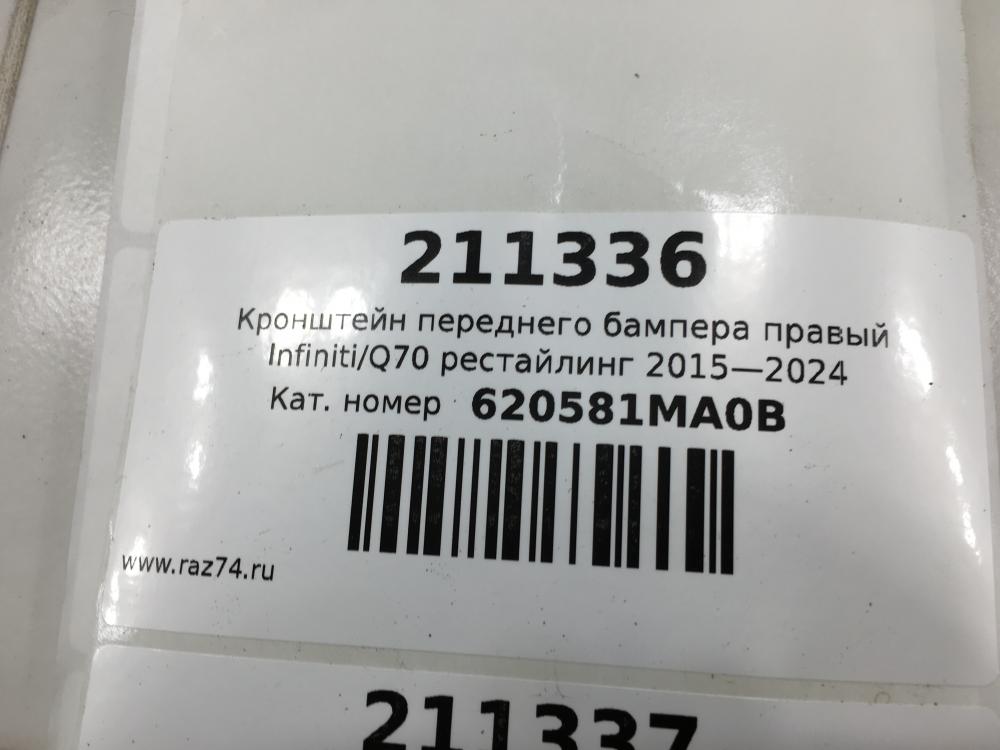 211336
Кронштейн переднего бампера правый
Infiniti/Q70 рестайлинг 2015—2024
Кат. номер 620581MA0B
www.raz74.ru
211337